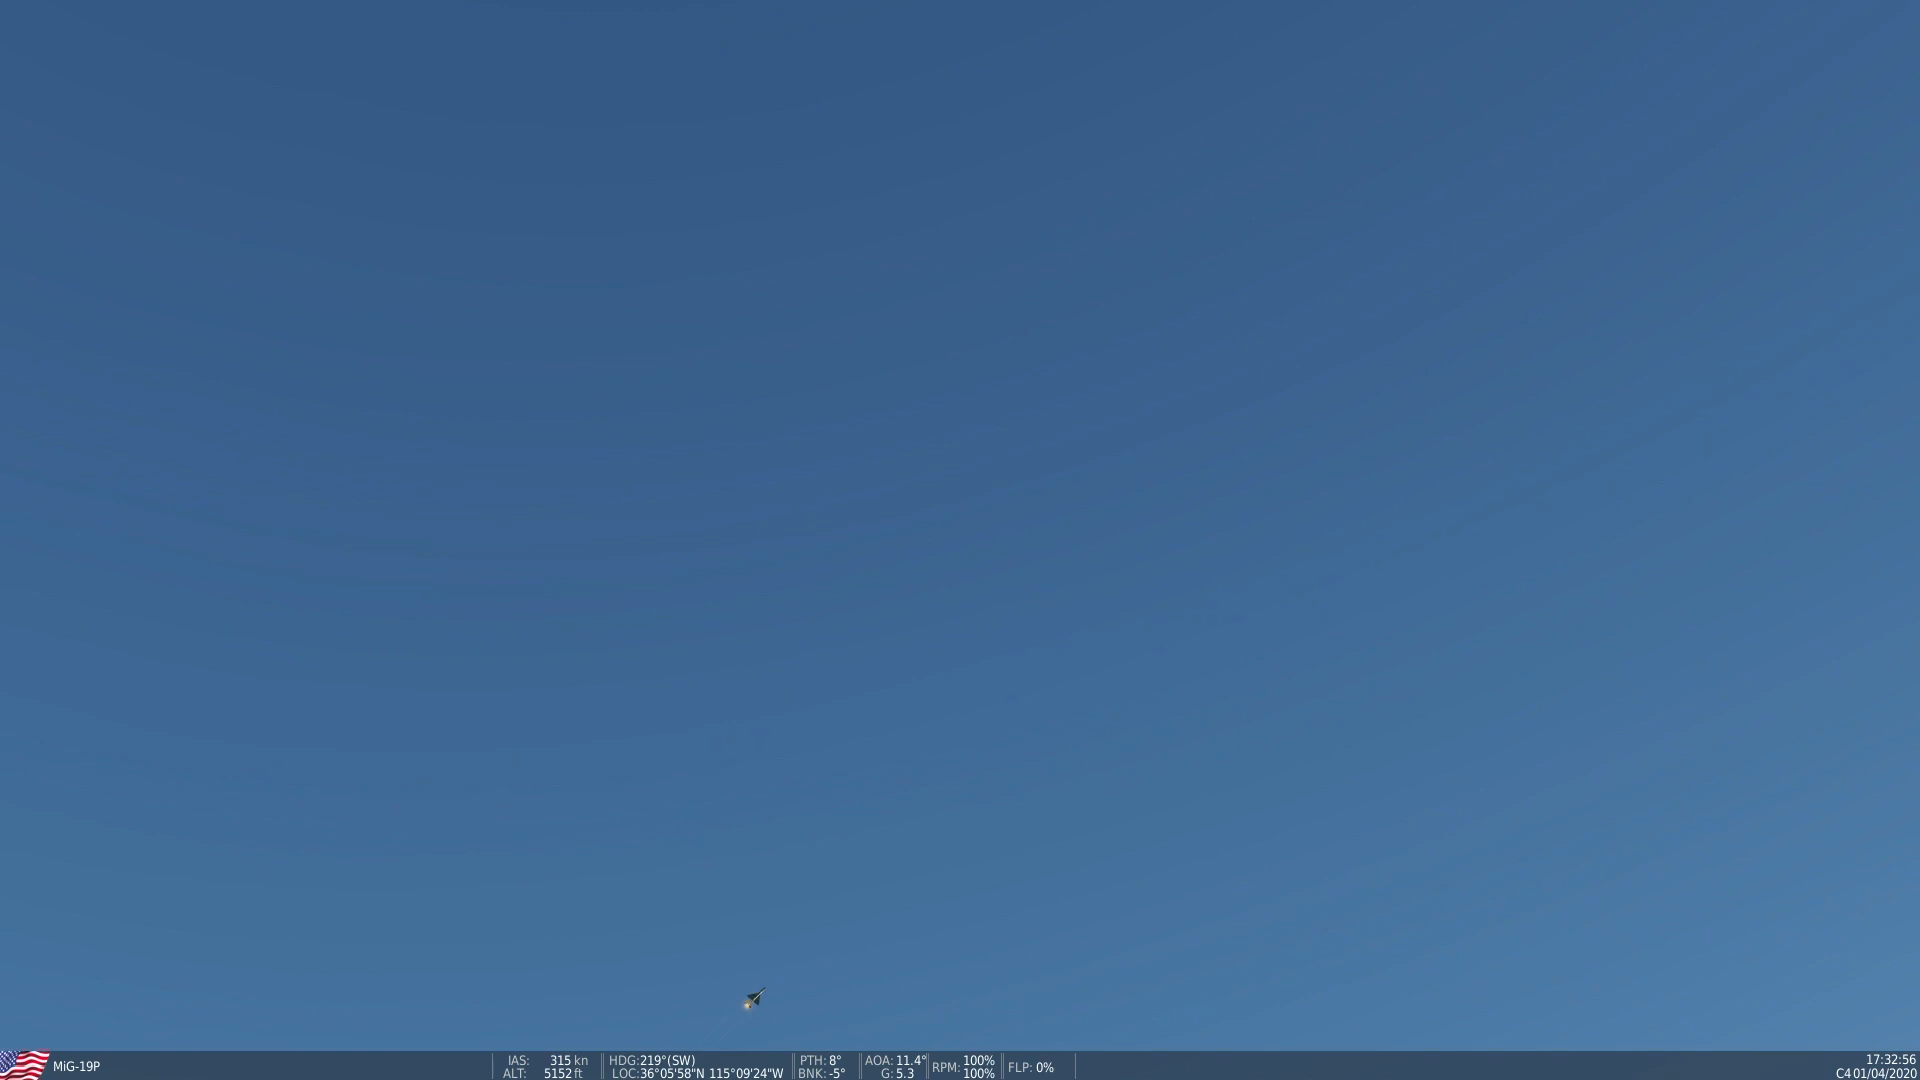 MiG-19P
IAS: 315 kn
ALT: 5152 ft
HDG:219°(SW)
LOC:36°05'58"N 115°09'24"W
PTH: 8°
BNK: -5°
AOA: 11.4°
G: 5.3
RPM: 100%
100%
FLP: 0%
17:32:56
C4 01/04/2020